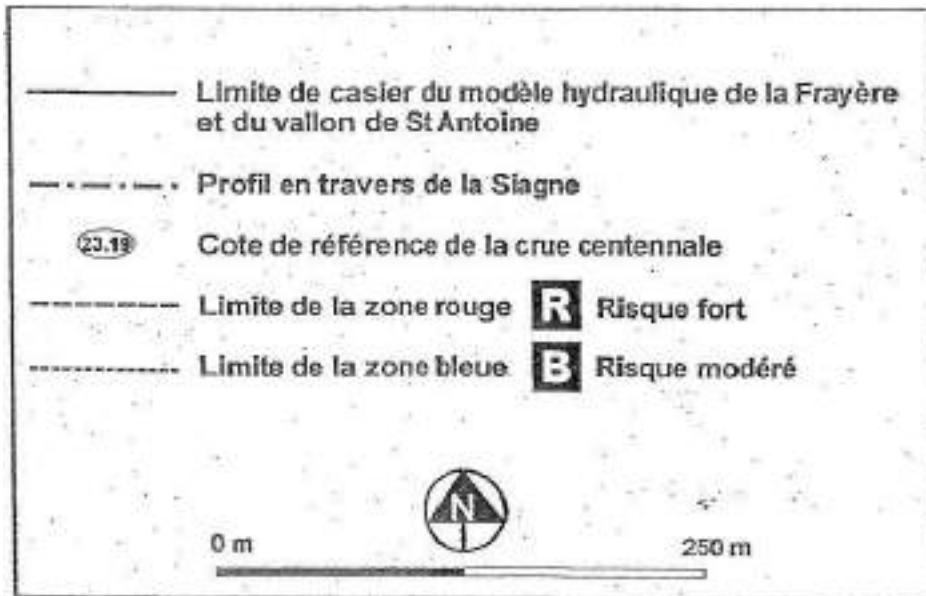 Limite de casier du modèle hydraulique de la Frayère
et du vallon de St Antoine
Profil en travers de la Siagne
23.19 Cote de référence de la crue centennale
Limite de la zone rouge R Risque fort
Limite de la zone bleue B Risque modéré
N
0 m 250 m